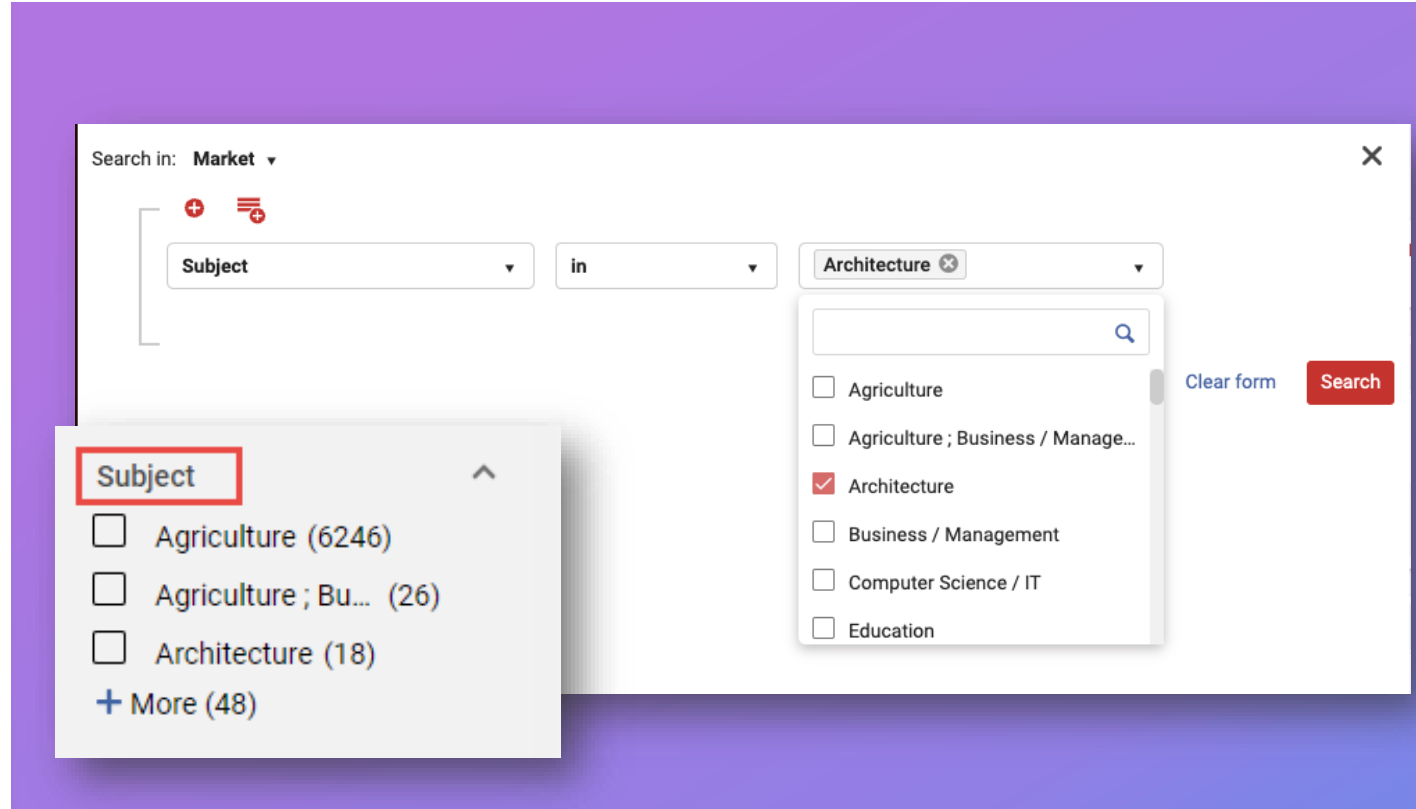 Search in: Market
Subject in Architecture
Agriculture
Clear form Search
Agriculture ; Business / Manage...
Architecture
Business / Management
Computer Science / IT
Education
Subject
Agriculture (6246)
Agriculture ; Bu... (26)
Architecture (18)
+ More (48)